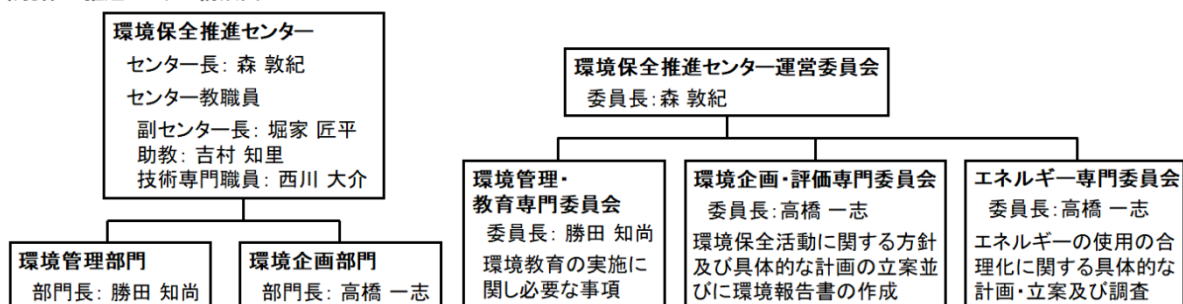 環境保全推進センター
センター長: 森 敦紀
センター教職員
副センター長: 堀家 匠平
助教: 吉村 知里
技術専門職員: 西川 大介
環境管理部門
部門長: 勝田 知尚
環境企画部門
部門長: 高橋 一志
環境保全推進センター運営委員会
委員長:森 敦紀
環境管理・
教育専門委員会
委員長: 勝田 知尚
環境教育の実施に
関し必要な事項
環境企画・評価専門委員会
委員長:高橋 一志
環境保全活動に関する方針
及び具体的な計画の立案並
びに環境報告書の作成
エネルギー専門委員会
委員長:高橋 一志
エネルギーの使用の合
理化に関する具体的な
計画・立案及び調査